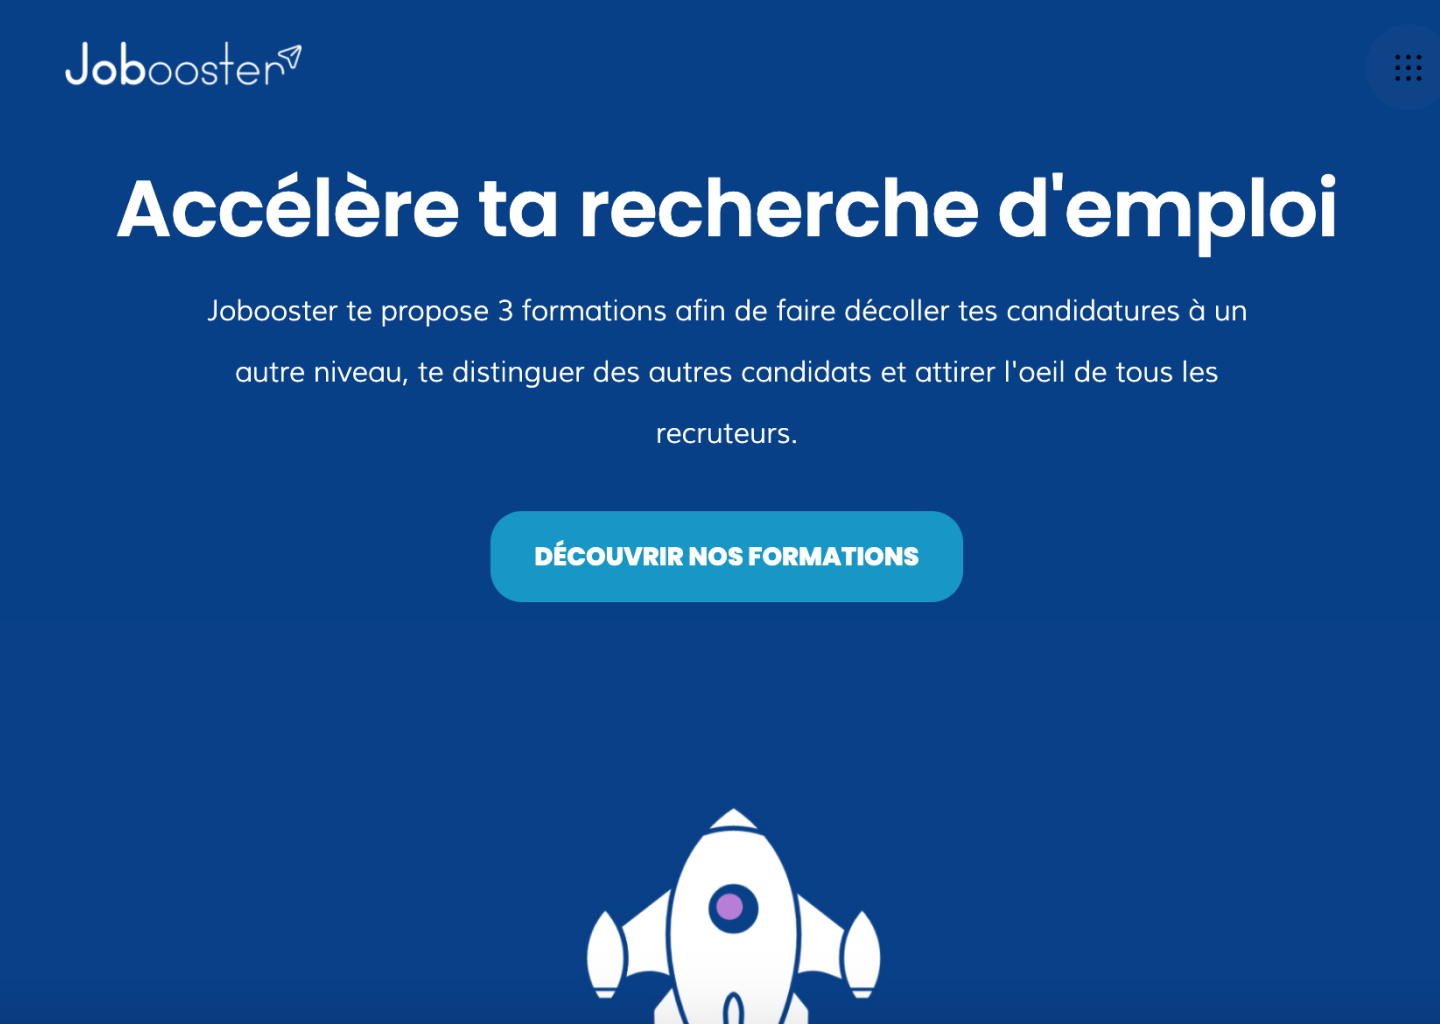 Jobooster
Accélère ta recherche d'emploi
Jobooster te propose 3 formations afin de faire décoller tes candidatures à un
autre niveau, te distinguer des autres candidats et attirer l'oeil de tous les
recruteurs.
DÉCOUVRIR NOS FORMATIONS